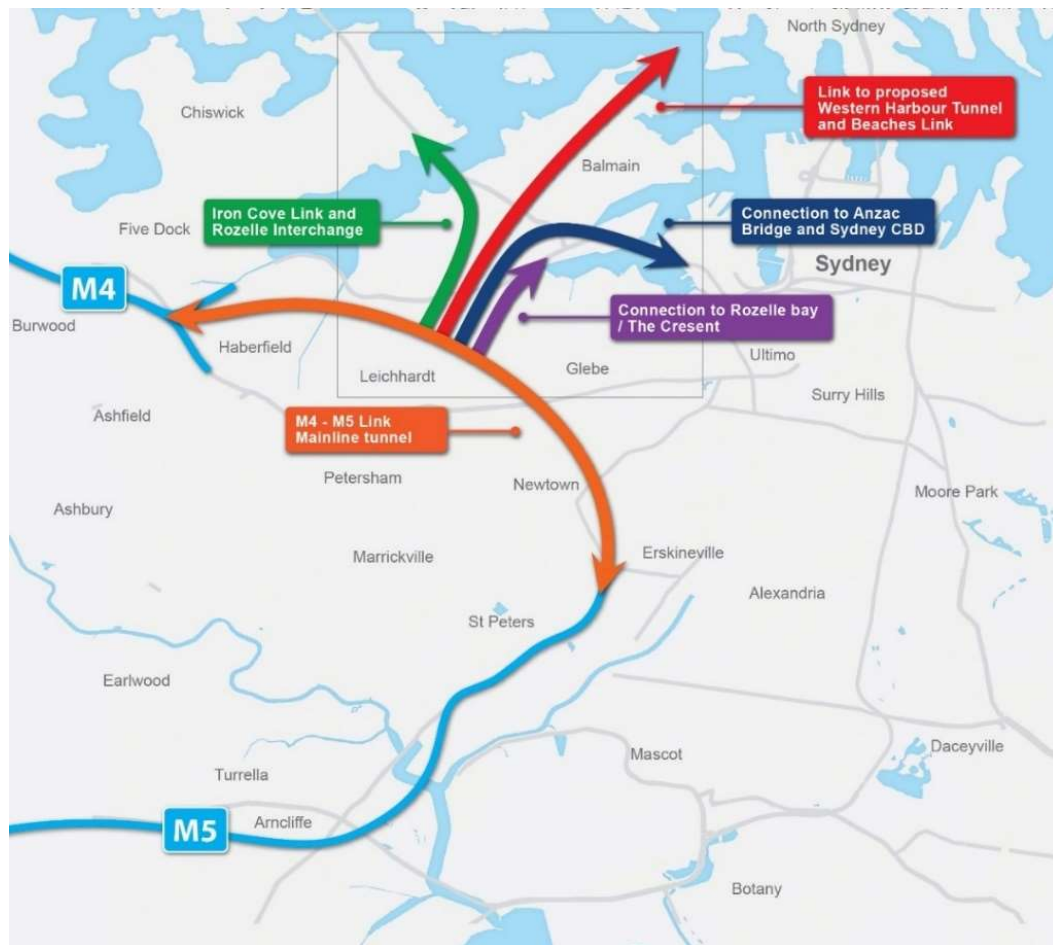 North Sydney
Chiswick
Link to proposed
Western Harbour Tunnel
and Beaches Link
Balmain
Five Dock
Iron Cove Link and
Rozelle Interchange
Connection to Anzac
Bridge and Sydney CBD
Sydney
M4
Burwood
Haberfield
Connection to Rozelle bay
/ The Cresent
Leichhardt
Glebe
Ultimo
Surry Hills
Ashfield
M4 - M5 Link
Mainline tunnel
Petersham
Newtown
Moore Park
Ashbury
Marrickville
Erskineville
Alexandria
St Peters
Earlwood
Mascot
Daceyville
Turrella
M5
Arncliffe
Botany